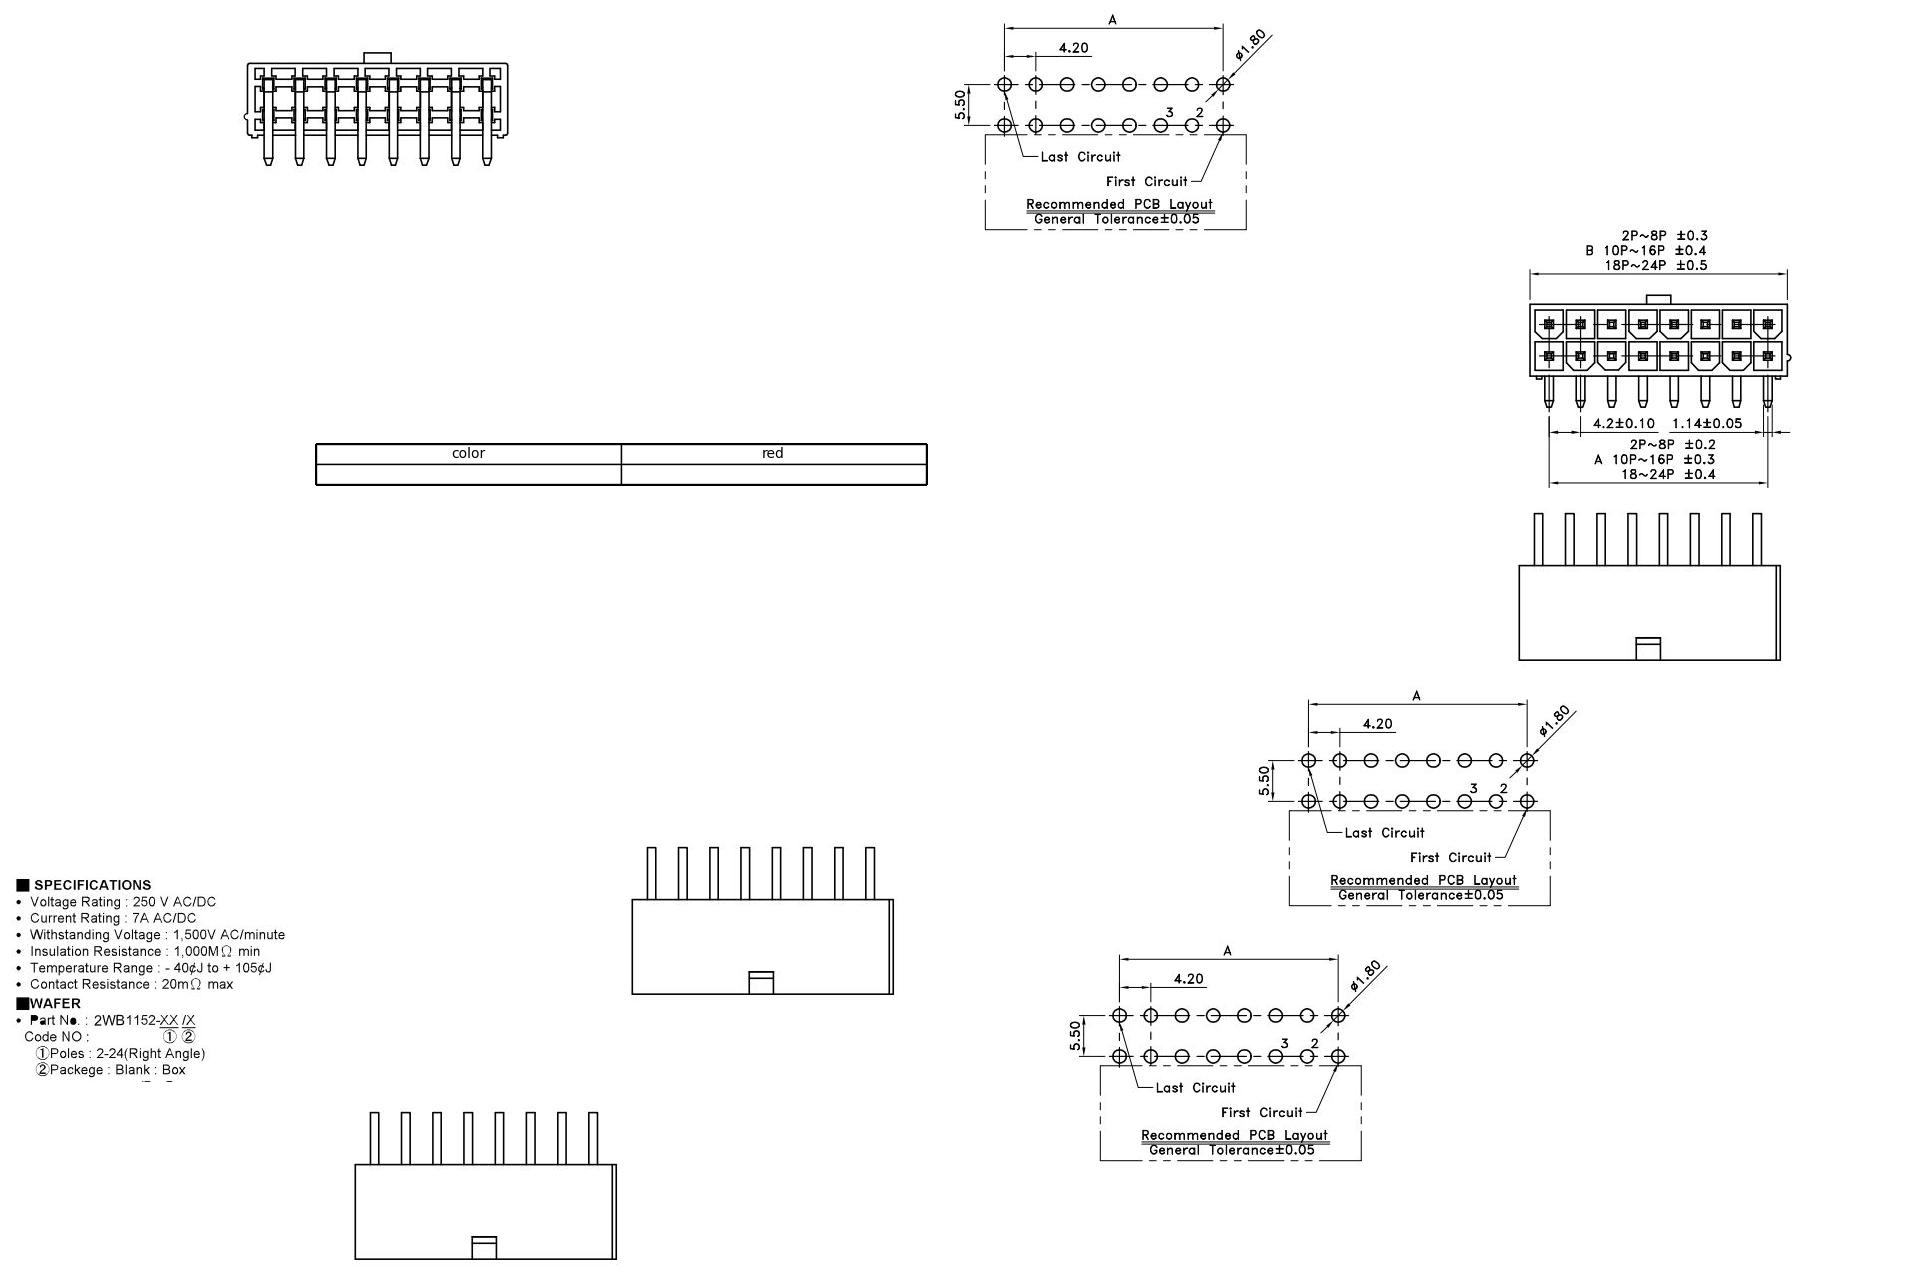 A
4.20
ø1.80
5.50
3 2
Last Circuit
First Circuit
Recommended PCB Layout
General Tolerance±0.05
2P~8P ±0.3
B 10P~16P ±0.4
18P~24P ±0.5
4.2±0.10 1.14±0.05
2P~8P ±0.2
A 10P~16P ±0.3
18~24P ±0.4
color red
A
4.20
ø1.80
5.50
3 2
Last Circuit
First Circuit
Recommended PCB Layout
General Tolerance±0.05
■ SPECIFICATIONS
• Voltage Rating : 250 V AC/DC
• Current Rating : 7A AC/DC
• Withstanding Voltage : 1,500V AC/minute
• Insulation Resistance : 1,000MΩ min
• Temperature Range : - 40¢J to + 105¢J
• Contact Resistance : 20mΩ max
■WAFER
• Part No. : 2WB1152-XX /X
Code NO : ① ②
①Poles : 2-24(Right Angle)
②Packege : Blank : Box
A
4.20
ø1.80
5.50
3 2
Last Circuit
First Circuit
Recommended PCB Layout
General Tolerance±0.05